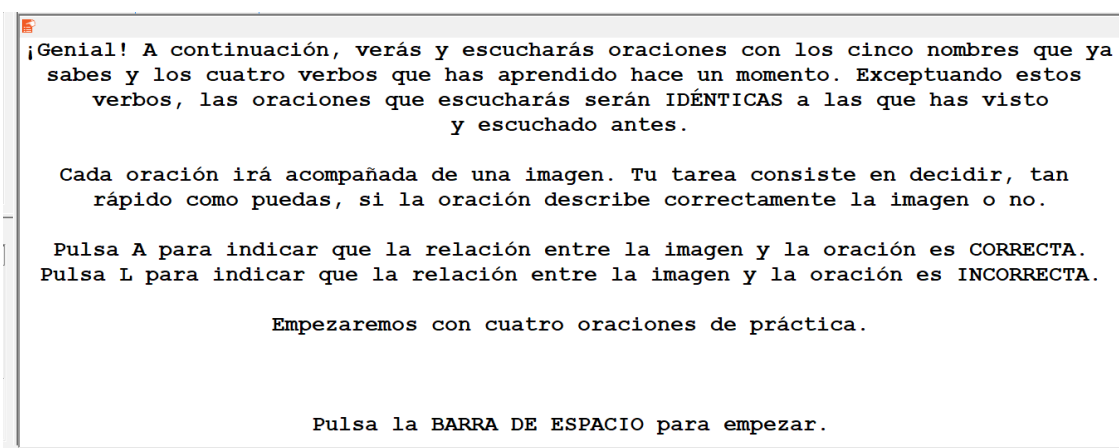 ¡Genial! A continuación, verás y escucharás oraciones con los cinco nombres que ya
sabes y los cuatro verbos que has aprendido hace un momento. Exceptuando estos
verbos, las oraciones que escucharás serán IDÉNTICAS a las que has visto
y escuchado antes.
Cada oración irá acompañada de una imagen. Tu tarea consiste en decidir, tan
rápido como puedas, si la oración describe correctamente la imagen o no.
Pulsa A para indicar que la relación entre la imagen y la oración es CORRECTA.
Pulsa L para indicar que la relación entre la imagen y la oración es INCORRECTA.
Empezaremos con cuatro oraciones de práctica.
Pulsa la BARRA DE ESPACIO para empezar.